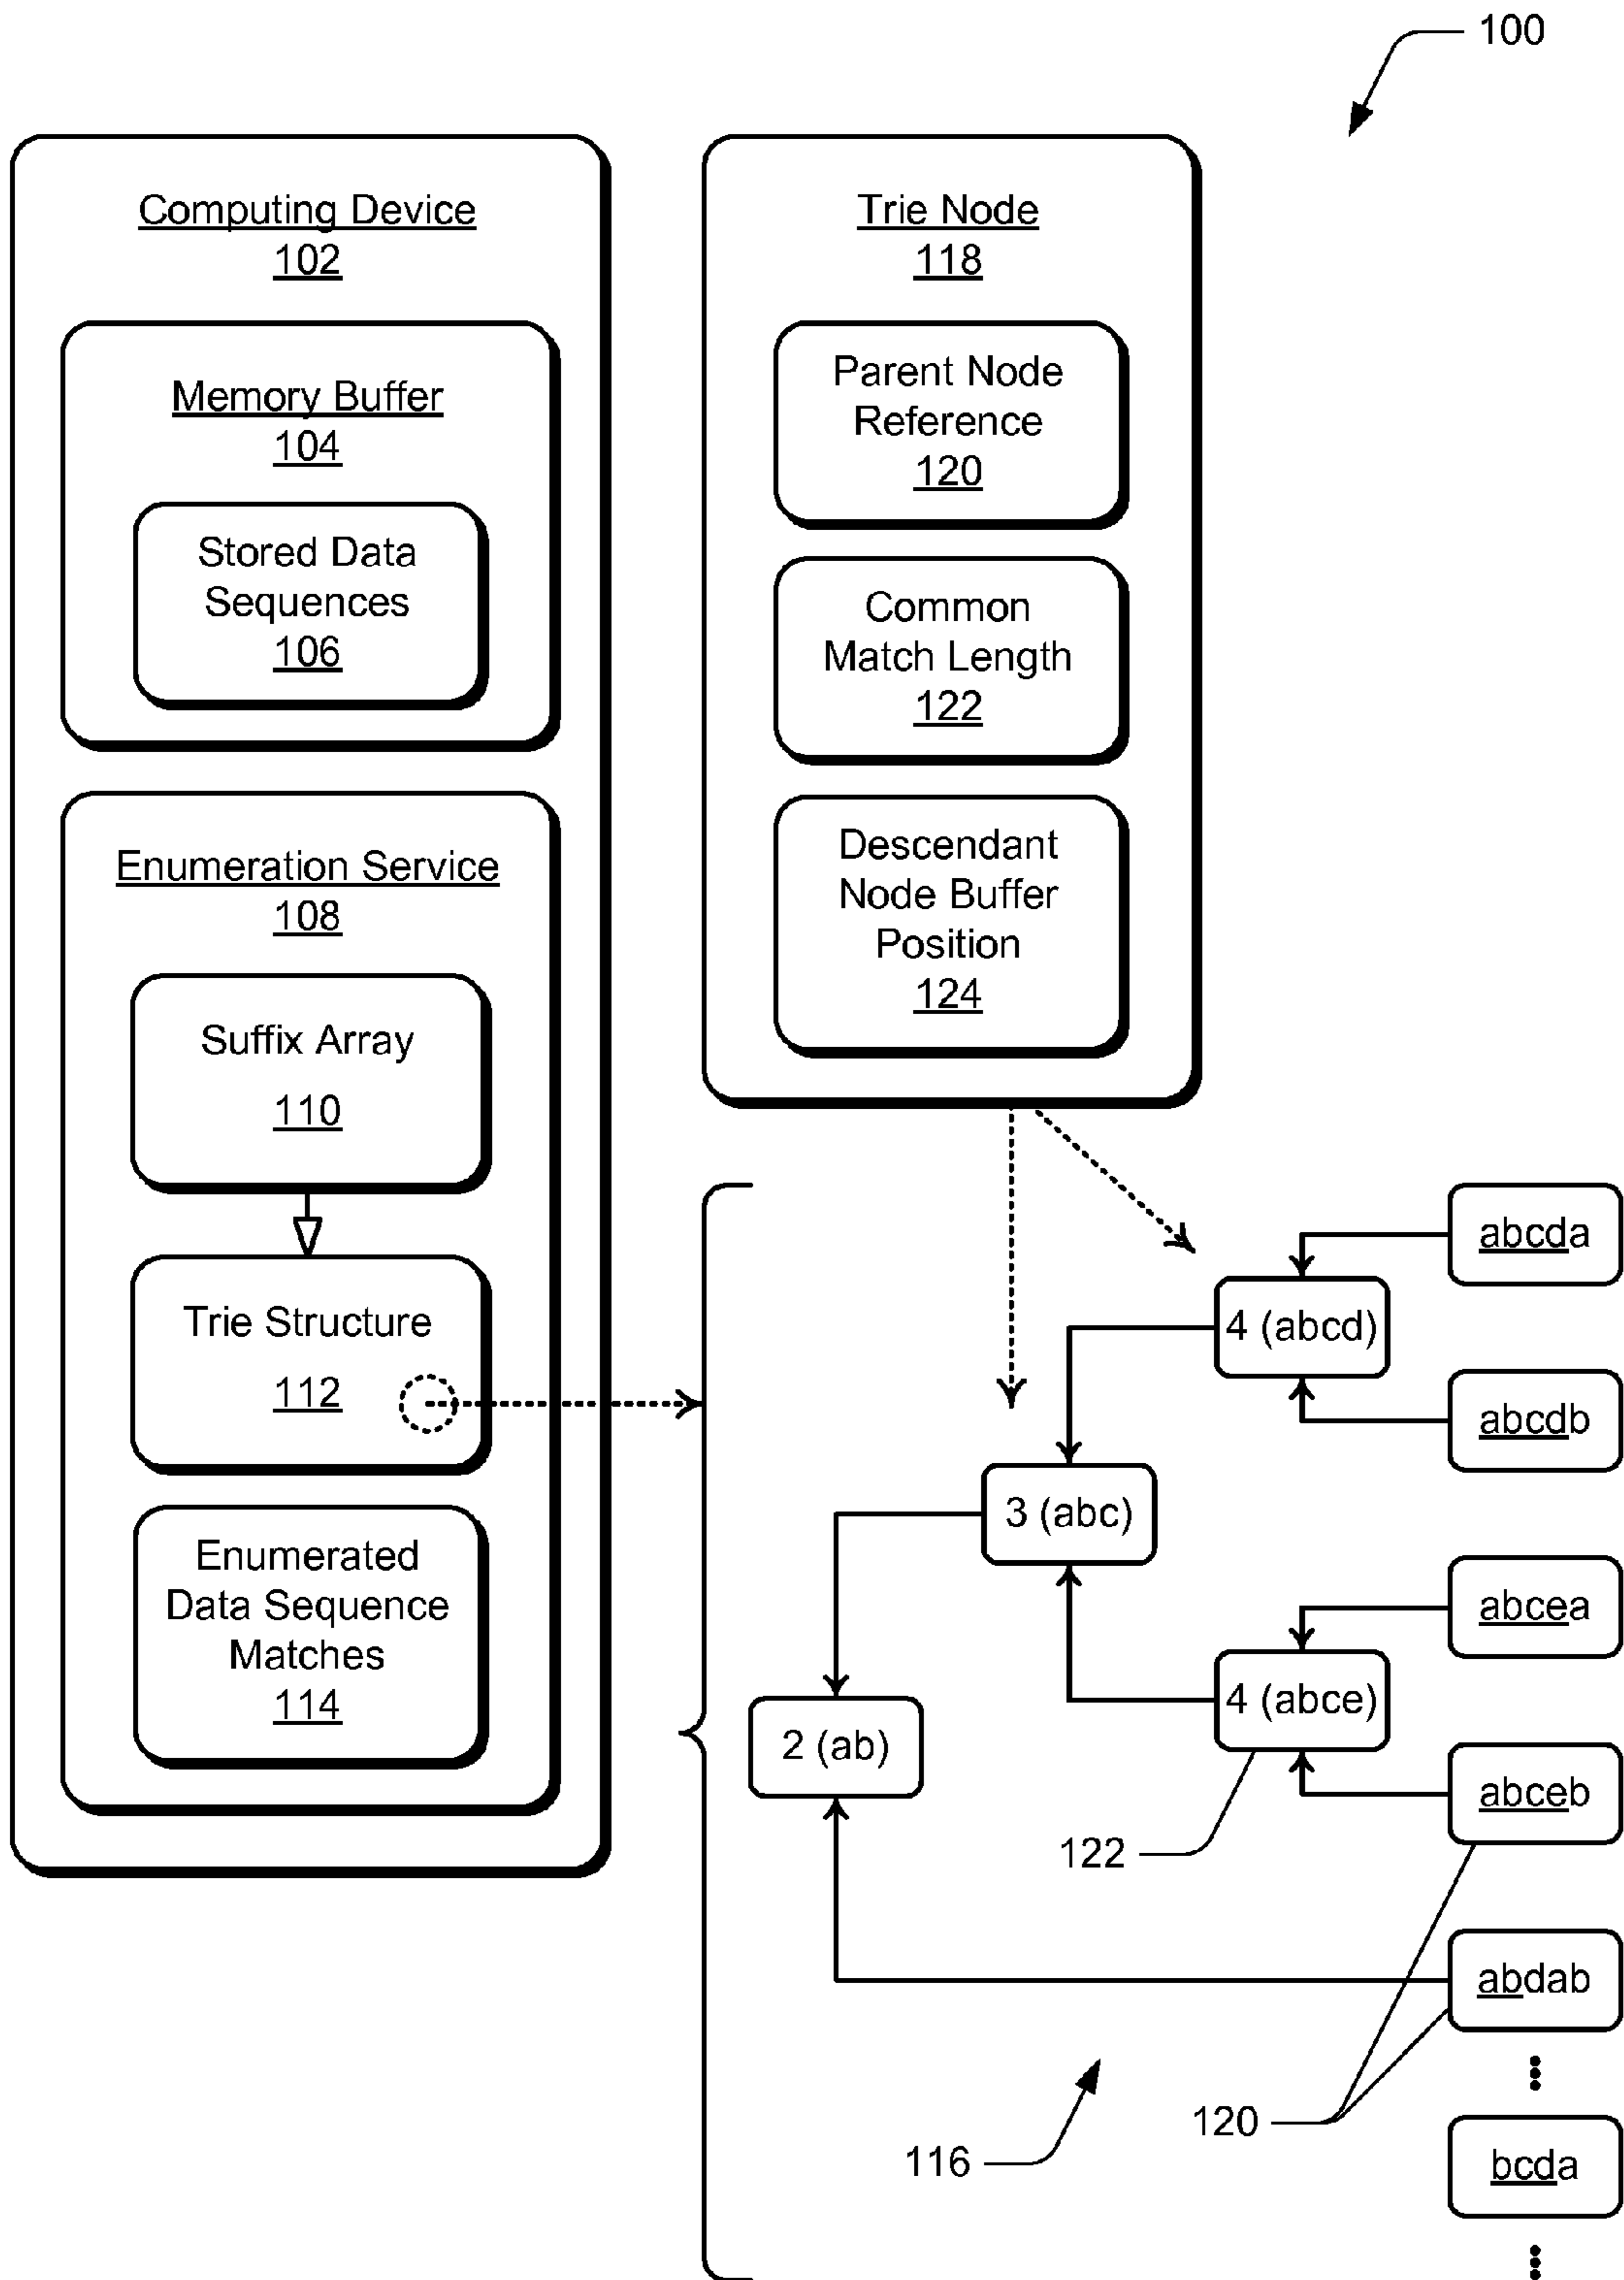 100
Computing Device
102
Memory Buffer
104
Stored Data
Sequences
106
Enumeration Service
108
Suffix Array
110
Trie Structure
112
Enumerated
Data Sequence
Matches
114
Trie Node
118
Parent Node
Reference
120
Common
Match Length
122
Descendant
Node Buffer
Position
124
abcda
4 (abcd)
abcdb
3 (abc)
abcea
4 (abce)
2 (ab)
abceb
122
abdab
120
116
bcda